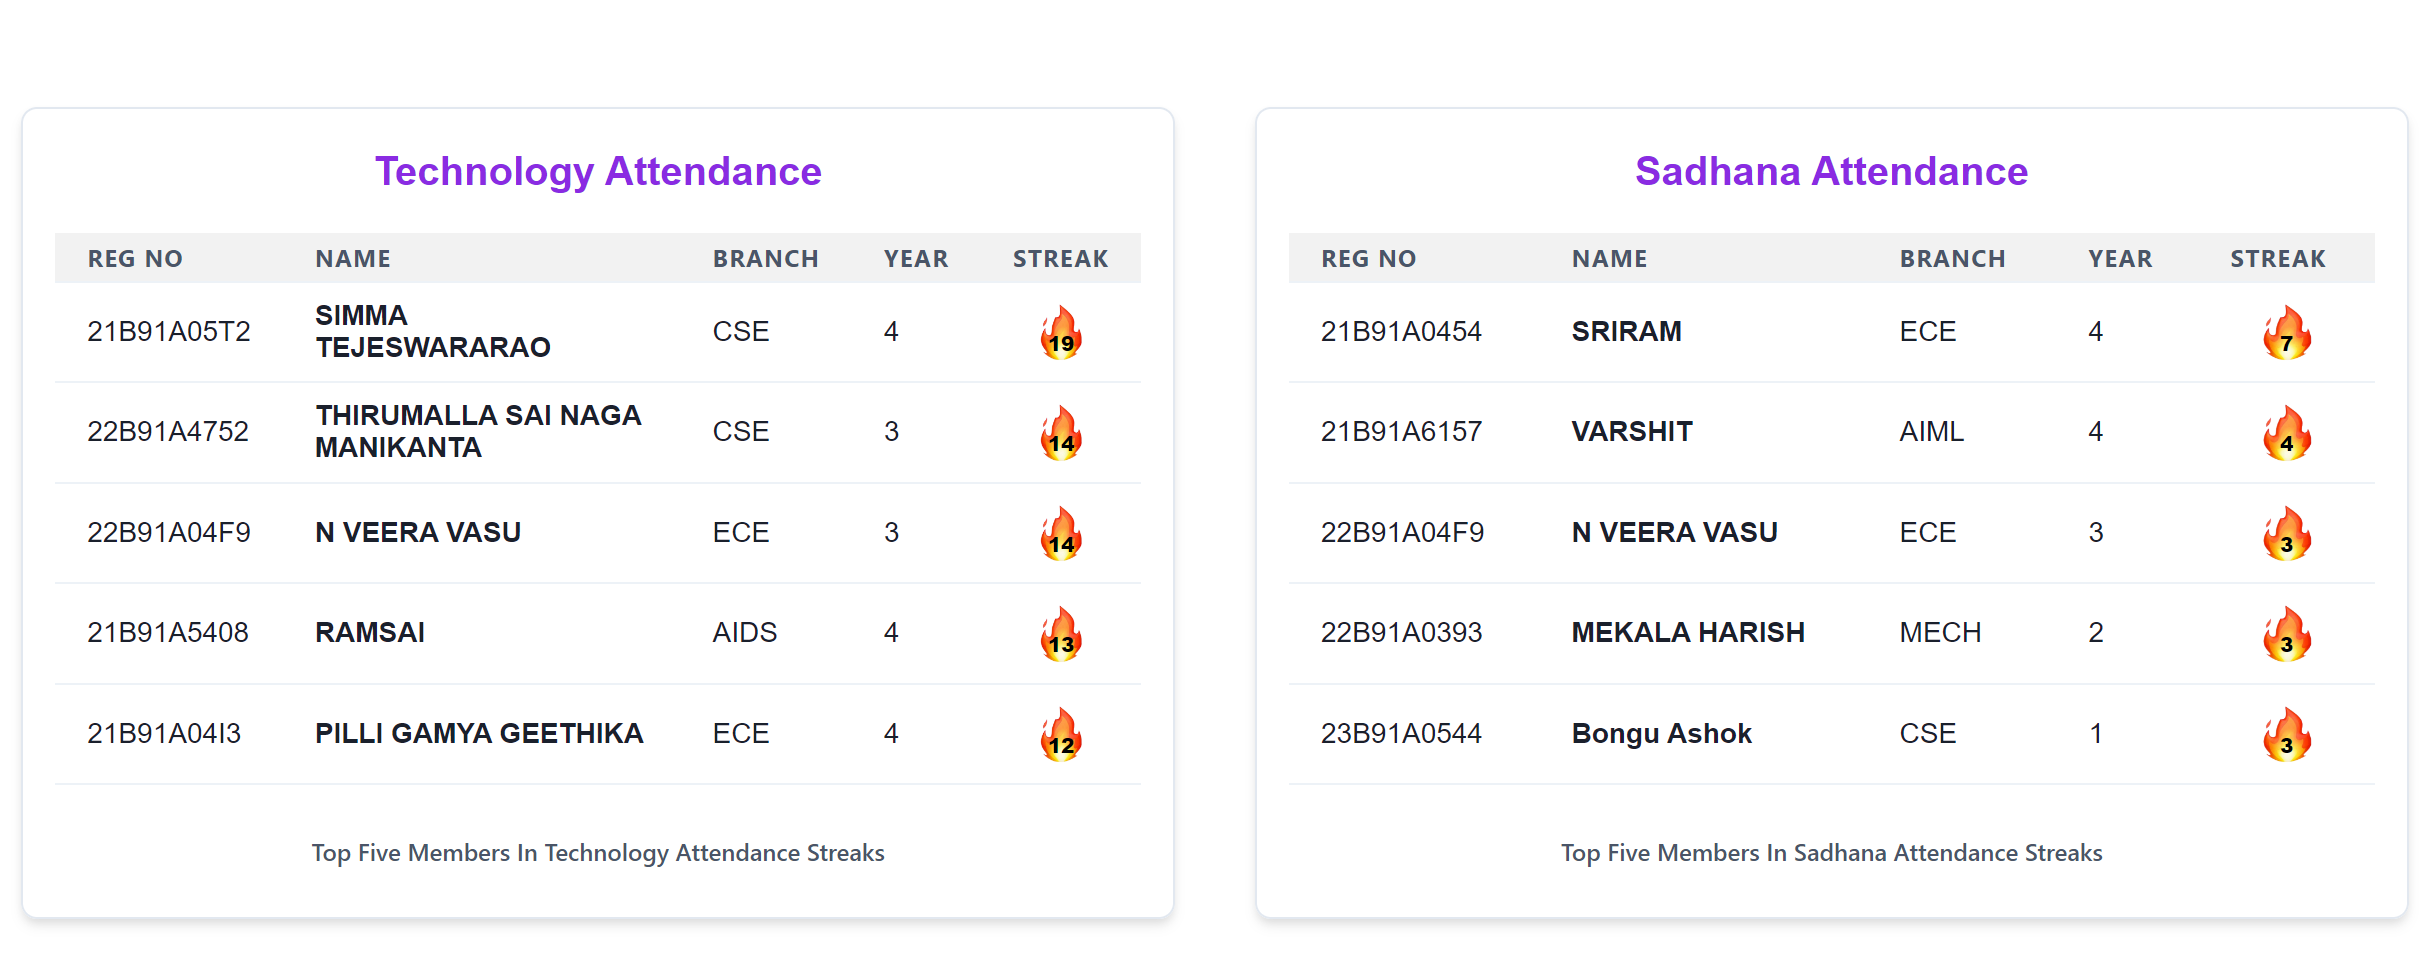 Technology Attendance
REG NO NAME BRANCH YEAR STREAK
21B91A05T2 SIMMA TEJESWARARAO CSE 4 19
22B91A4752 THIRUMALLA SAI NAGA MANIKANTA CSE 3 14
22B91A04F9 N VEERA VASU ECE 3 14
21B91A5408 RAMSAI AIDS 4 13
21B91A04I3 PILLI GAMYA GEETHIKA ECE 4 12
Top Five Members In Technology Attendance Streaks
Sadhana Attendance
REG NO NAME BRANCH YEAR STREAK
21B91A0454 SRIRAM ECE 4 7
21B91A6157 VARSHIT AIML 4 4
22B91A04F9 N VEERA VASU ECE 3 3
22B91A0393 MEKALA HARISH MECH 2 3
23B91A0544 Bongu Ashok CSE 1 3
Top Five Members In Sadhana Attendance Streaks